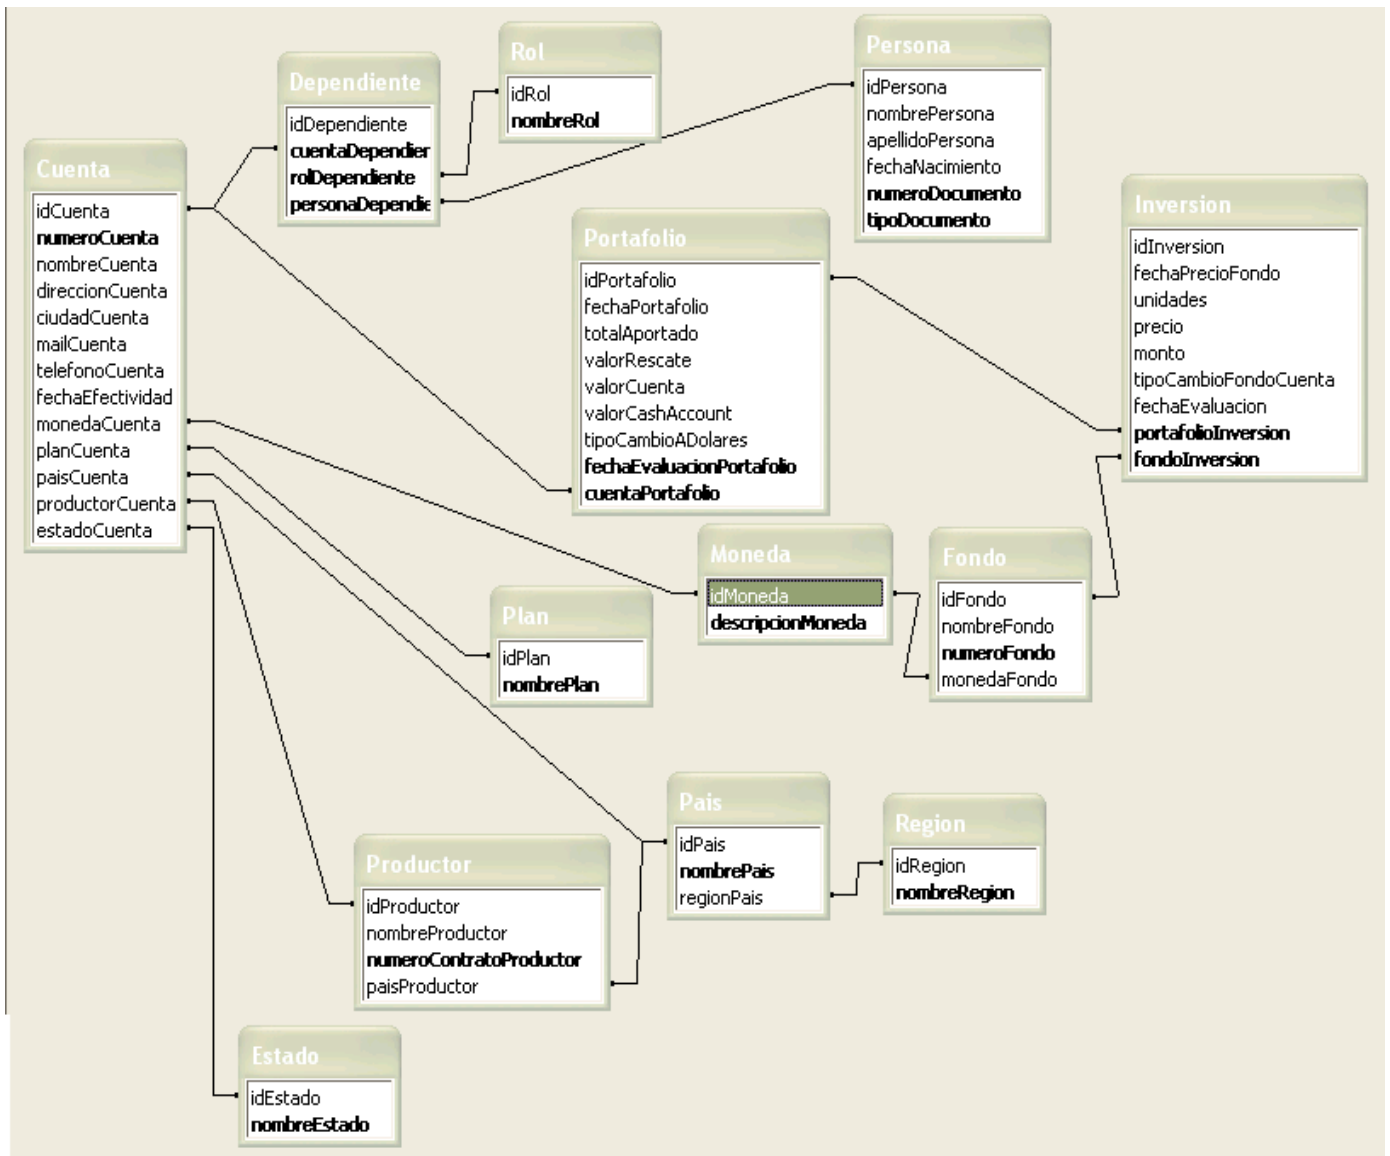 Cuenta
idCuenta
numeroCuenta
nombreCuenta
direccionCuenta
ciudadCuenta
mailCuenta
telefonoCuenta
fechaEfectividad
monedaCuenta
planCuenta
paisCuenta
productorCuenta
estadoCuenta
Dependiente
idDependiente
cuentaDependien
rolDependiente
personaDependie
Rol
idRol
nombreRol
Persona
idPersona
nombrePersona
apellidoPersona
fechaNacimiento
numeroDocumento
tipoDocumento
Portafolio
idPortafolio
fechaPortafolio
totalAportado
valorRescate
valorCuenta
valorCashAccount
tipoCambioADolares
fechaEvaluacionPortafolio
cuentaPortafolio
Inversion
idInversion
fechaPrecioFondo
unidades
precio
monto
tipoCambioFondoCuenta
fechaEvaluacion
portafolioInversion
fondoInversion
Moneda
idMoneda
descripcionMoneda
Fondo
idFondo
nombreFondo
numeroFondo
monedaFondo
Plan
idPlan
nombrePlan
Pais
idPais
nombrePais
regionPais
Region
idRegion
nombreRegion
Productor
idProductor
nombreProductor
numeroContratoProductor
paisProductor
Estado
idEstado
nombreEstado